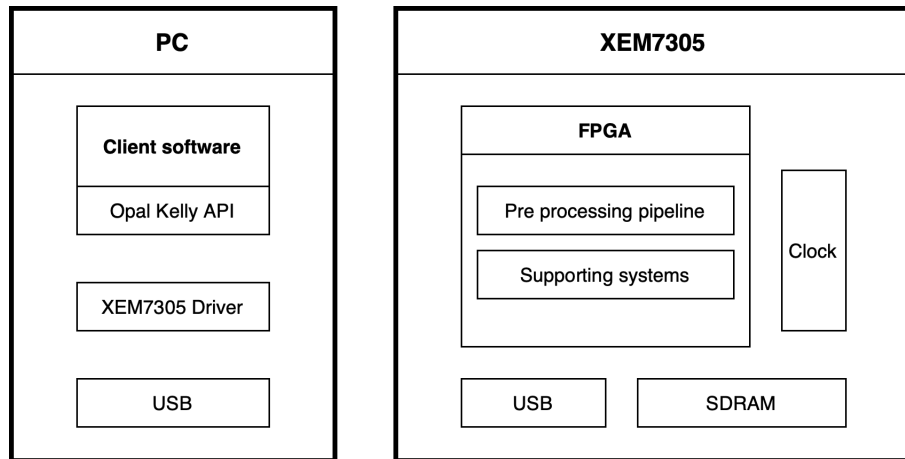 PC
Client software
Opal Kelly API
XEM7305 Driver
USB
XEM7305
FPGA
Pre processing pipeline
Supporting systems
Clock
USB
SDRAM